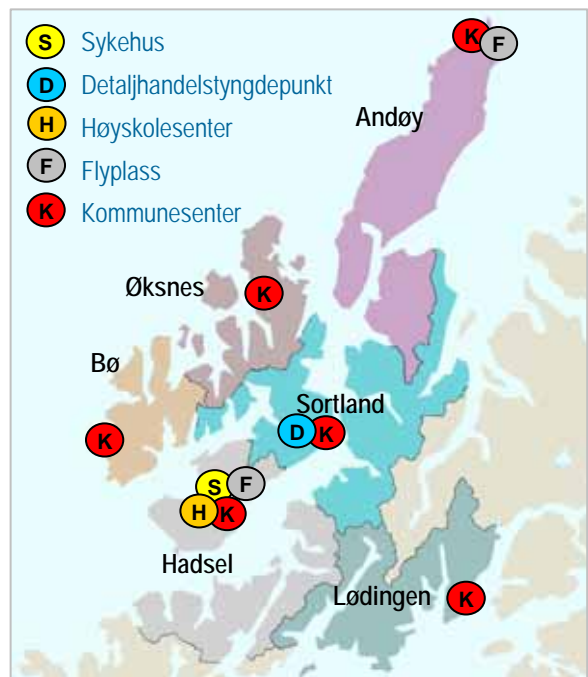 S Sykehus
D Detaljhandelstyngdepunkt
H Høyskolesenter
F Flyplass
K Kommunesenter
K F
Andøy
Øksnes
K
Bø
Sortland
D K
K
S F
H K
Hadsel
Lødingen
K